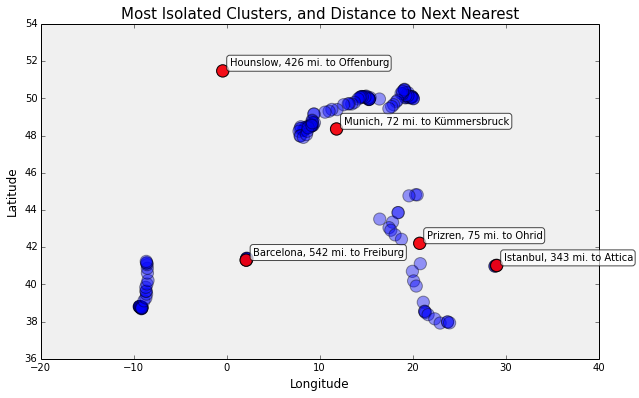 Most Isolated Clusters, and Distance to Next Nearest
54
52
50
48
46
44
42
40
38
36
Latitude
Hounslow, 426 mi. to Offenburg
Munich, 72 mi. to Kümmersbruck
Prizren, 75 mi. to Ohrid
Barcelona, 542 mi. to Freiburg
Istanbul, 343 mi. to Attica
−20 −10 0 10 20 30 40
Longitude